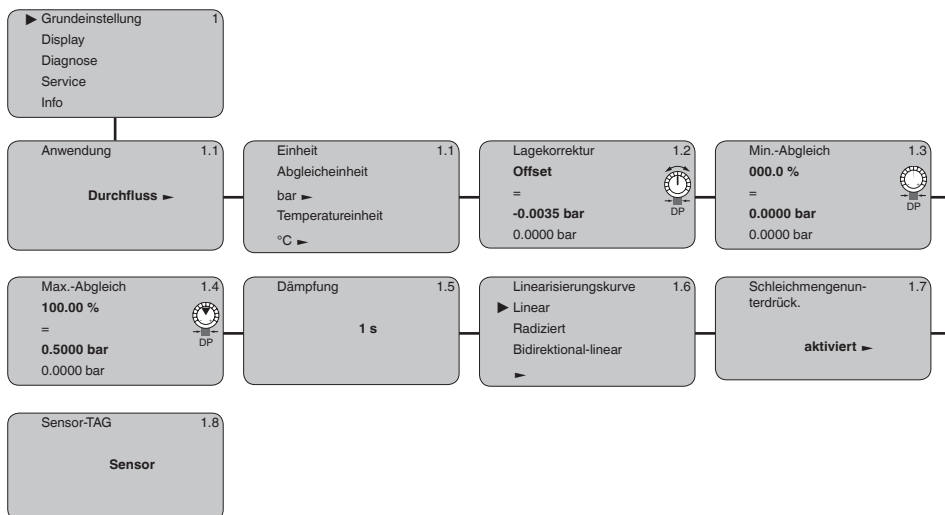 ▶ Grundeinstellung 1
Display
Diagnose
Service
Info
Anwendung 1.1
Durchfluss ►
Einheit 1.1
Abgleicheinheit
bar ►
Temperatureinheit
°C ►
Lagekorrektur 1.2
Offset
=
-0.0035 bar
0.0000 bar
DP
Min.-Abgleich 1.3
000.0 %
=
0.0000 bar
0.0000 bar
DP
Max.-Abgleich 1.4
100.00 %
=
0.5000 bar
0.0000 bar
DP
Dämpfung 1.5
1 s
Linearisierungskurve 1.6
▶ Linear
Radiziert
Bidirektional-linear
►
Schleichmengenun- 1.7
terdrück.
aktiviert ►
Sensor-TAG 1.8
Sensor